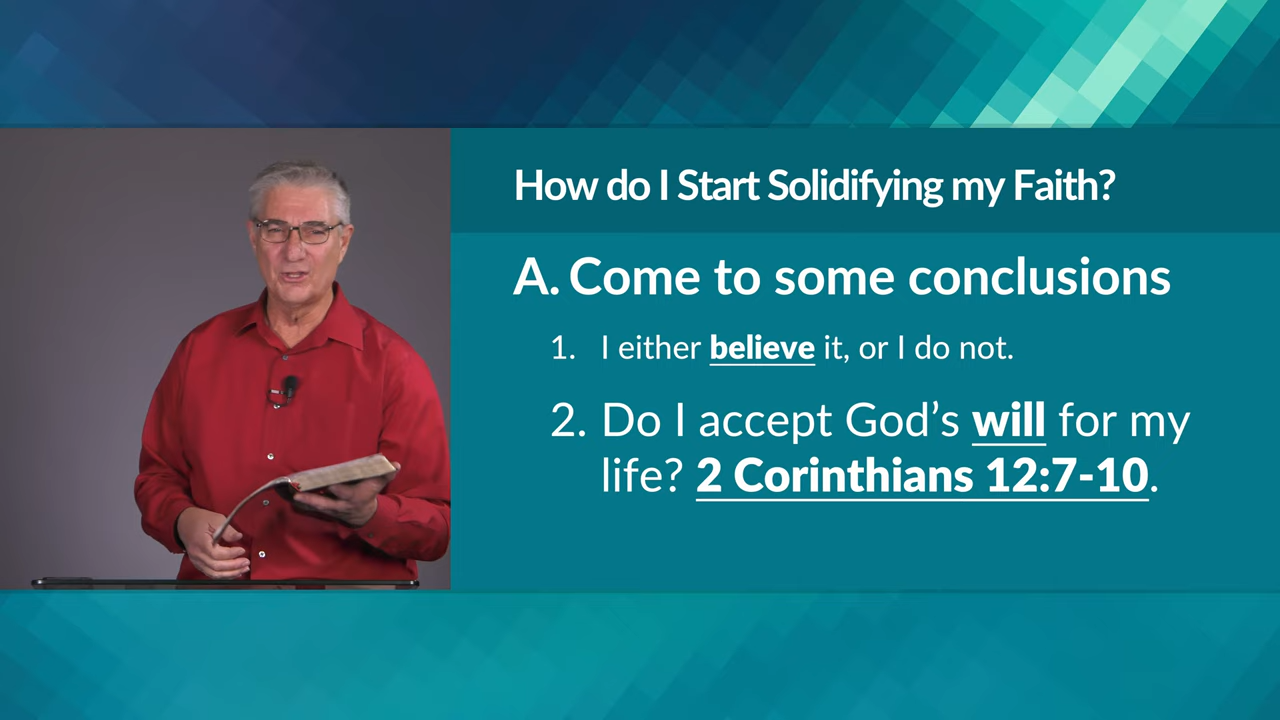 How do I Start Solidifying my Faith?
A. Come to some conclusions
1. I either believe it, or I do not.
2. Do I accept God’s will for my
life? 2 Corinthians 12:7-10.